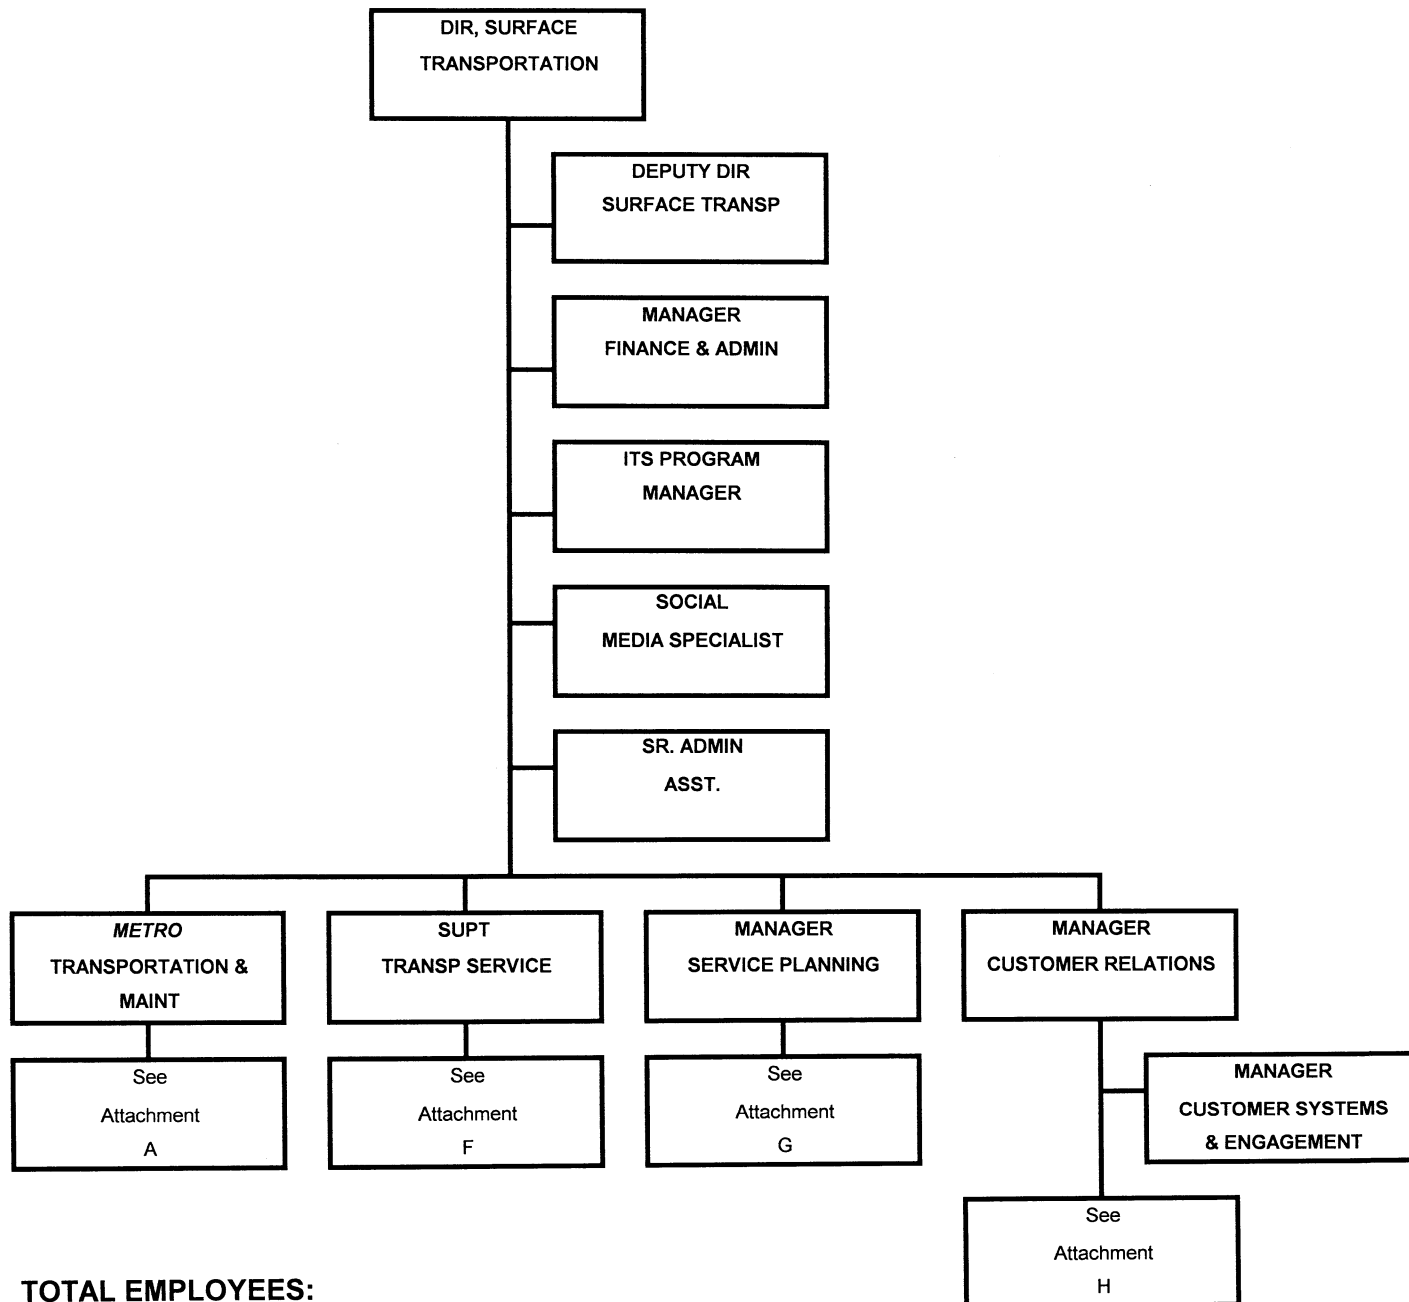 DIR, SURFACE
TRANSPORTATION
DEPUTY DIR
SURFACE TRANSP
MANAGER
FINANCE & ADMIN
ITS PROGRAM
MANAGER
SOCIAL
MEDIA SPECIALIST
SR. ADMIN
ASST.
METRO
TRANSPORTATION &
MAINT
SUPT
TRANSP SERVICE
MANAGER
SERVICE PLANNING
MANAGER
CUSTOMER RELATIONS
See
Attachment
A
See
Attachment
F
See
Attachment
G
MANAGER
CUSTOMER SYSTEMS
& ENGAGEMENT
See
Attachment
H
TOTAL EMPLOYEES: